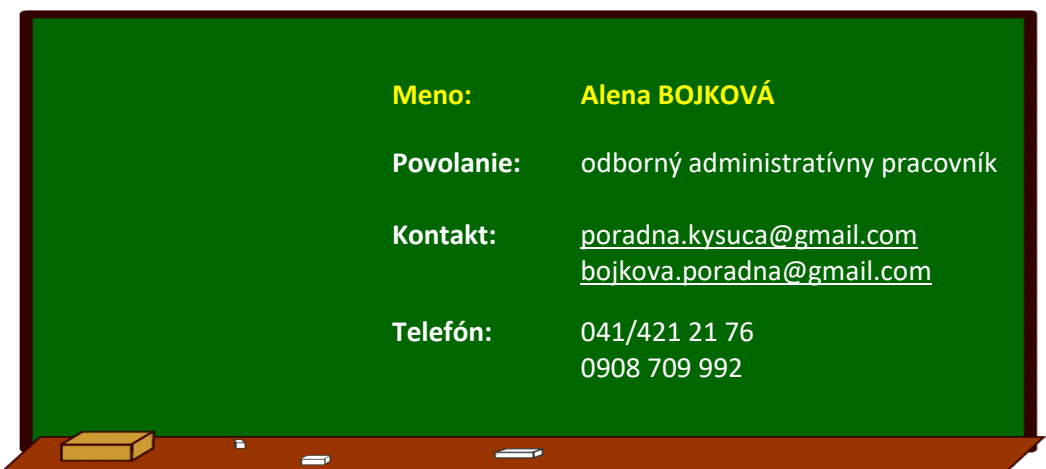 Meno: Alena BOJKOVÁ
Povolanie: odborný administratívny pracovník
Kontakt: poradna.kysuca@gmail.com
bojkova.poradna@gmail.com
Telefón: 041/421 21 76
0908 709 992